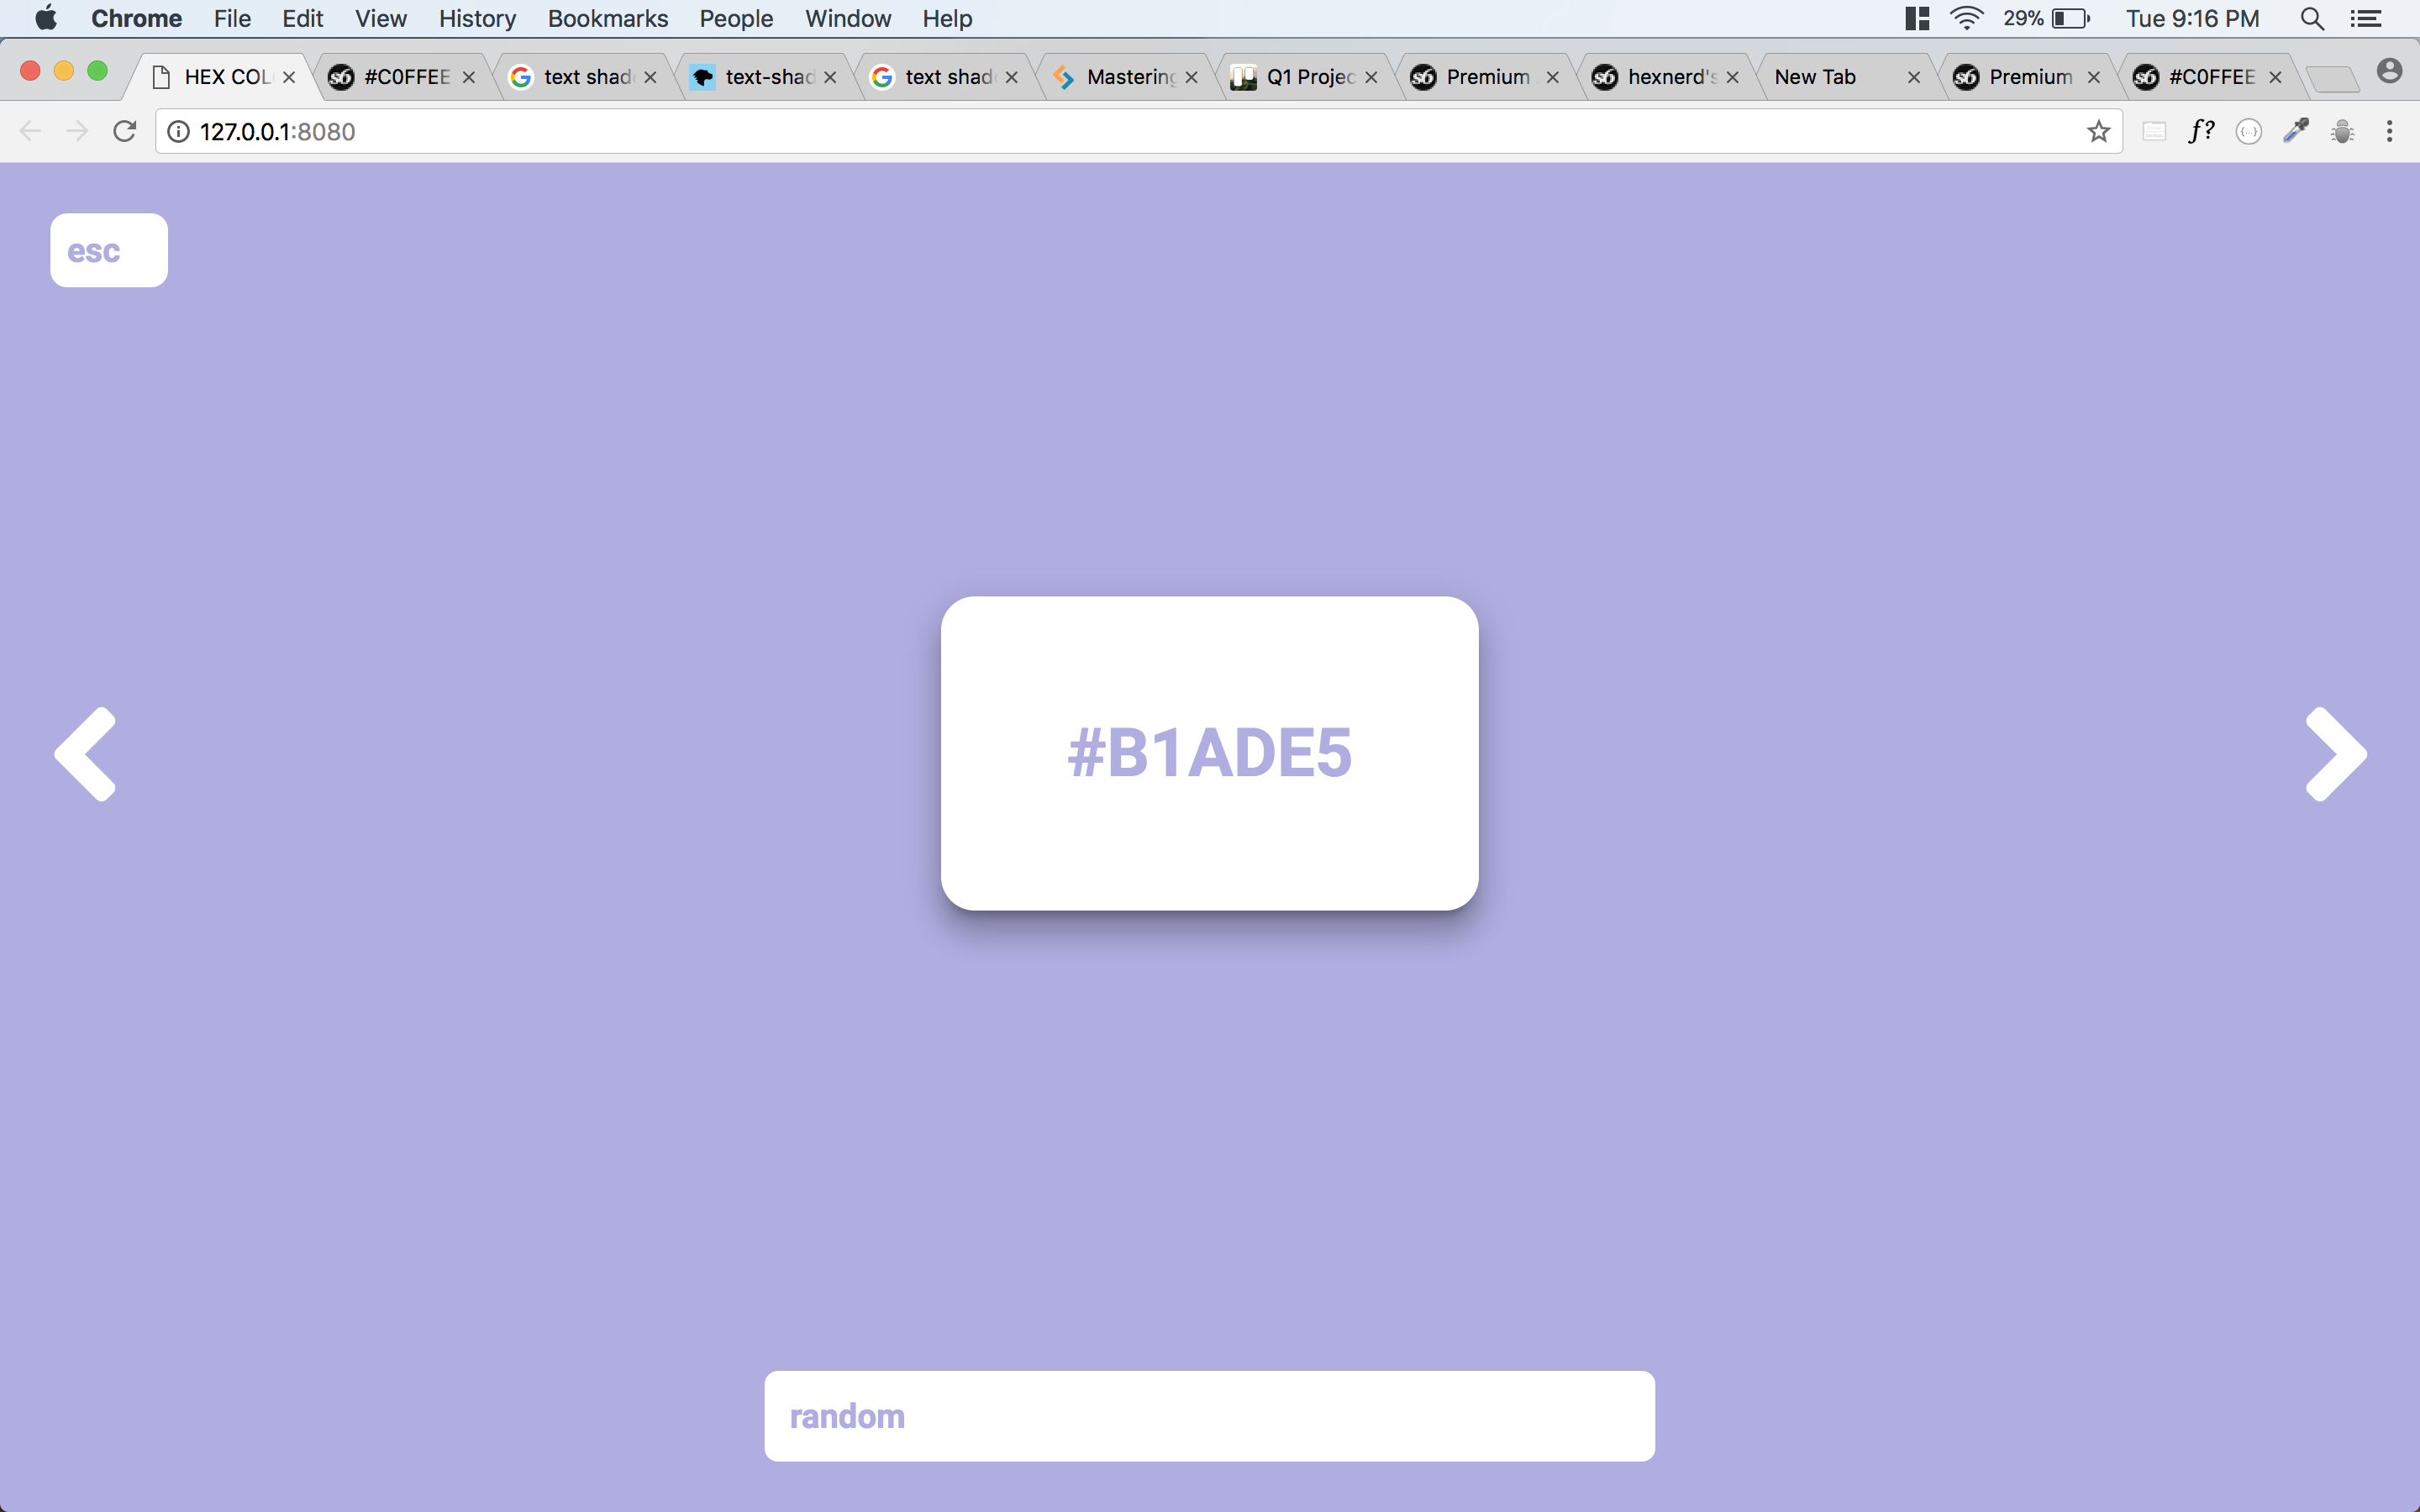 Chrome File Edit View History Bookmarks People Window Help 29% Tue 9:16 PM
HEX COL #C0FFEE text shad text-shad text shad Mastering Q1 Projec Premium hexnerd's New Tab Premium #C0FFEE
127.0.0.1:8080 f? {...}
esc
#B1ADE5
random